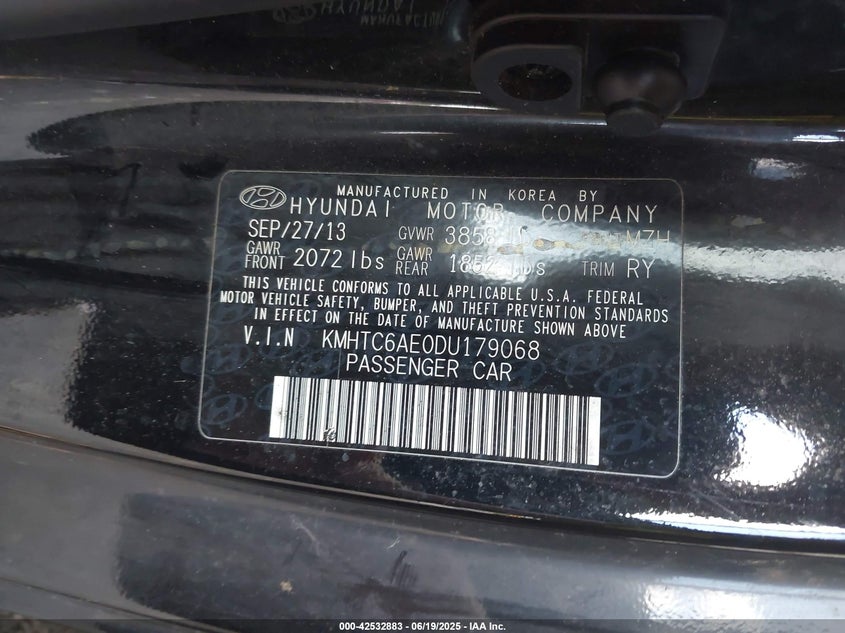 MANUFACTURED IN KOREA BY
HYUNDAI MOTOR COMPANY
SEP/27/13 GVWR 3858 MZH
GAWR FRONT 2072 lbs GAWR REAR lbs TRIM RY
THIS VEHICLE CONFORMS TO ALL APPLICABLE U.S.A. FEDERAL
MOTOR VEHICLE SAFETY, BUMPER, AND THEFT PREVENTION STANDARDS
IN EFFECT ON THE DATE OF MANUFACTURE SHOWN ABOVE
V.I.N KMHTC6AE0DU179068
PASSENGER CAR
000-42532883 / 06/19/2025 - IAA Inc.